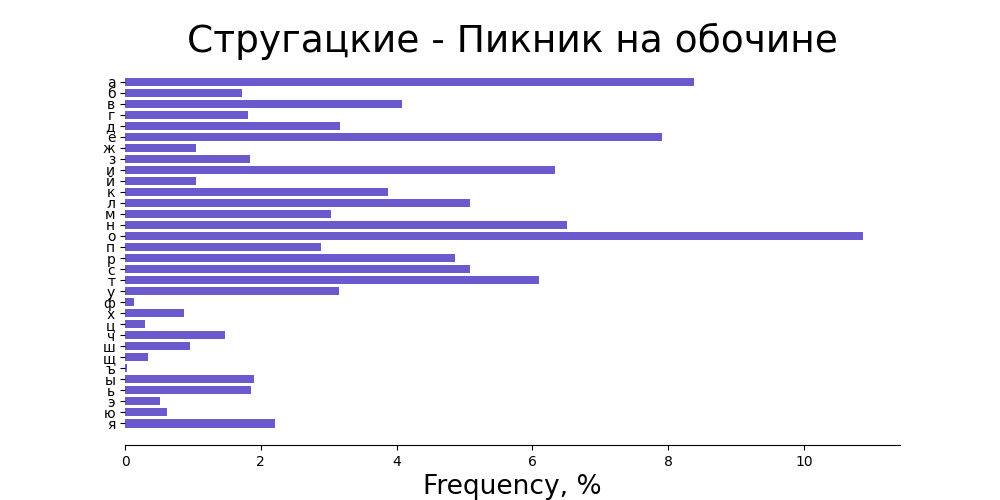 Стругацкие - Пикник на обочине
а
б
в
г
д
е
ж
з
и
й
к
л
м
н
о
п
р
с
т
у
ф
х
ц
ч
ш
щ
ъ
ы
ь
э
ю
я
0 2 4 6 8 10
Frequency, %